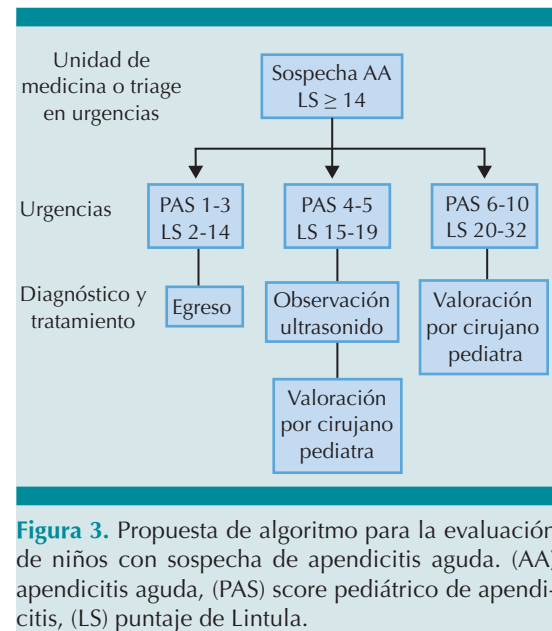 Unidad de
medicina o triage
en urgencias
Sospecha AA
LS ≥ 14
Urgencias
PAS 1-3
LS 2-14
PAS 4-5
LS 15-19
PAS 6-10
LS 20-32
Diagnóstico y
tratamiento
Egreso
Observación
ultrasonido
Valoración
por cirujano
pediatra
Valoración
por cirujano
pediatra
Figura 3. Propuesta de algoritmo para la evaluación
de niños con sospecha de apendicitis aguda. (AA)
apendicitis aguda, (PAS) score pediátrico de apendi-
citis, (LS) puntaje de Lintula.